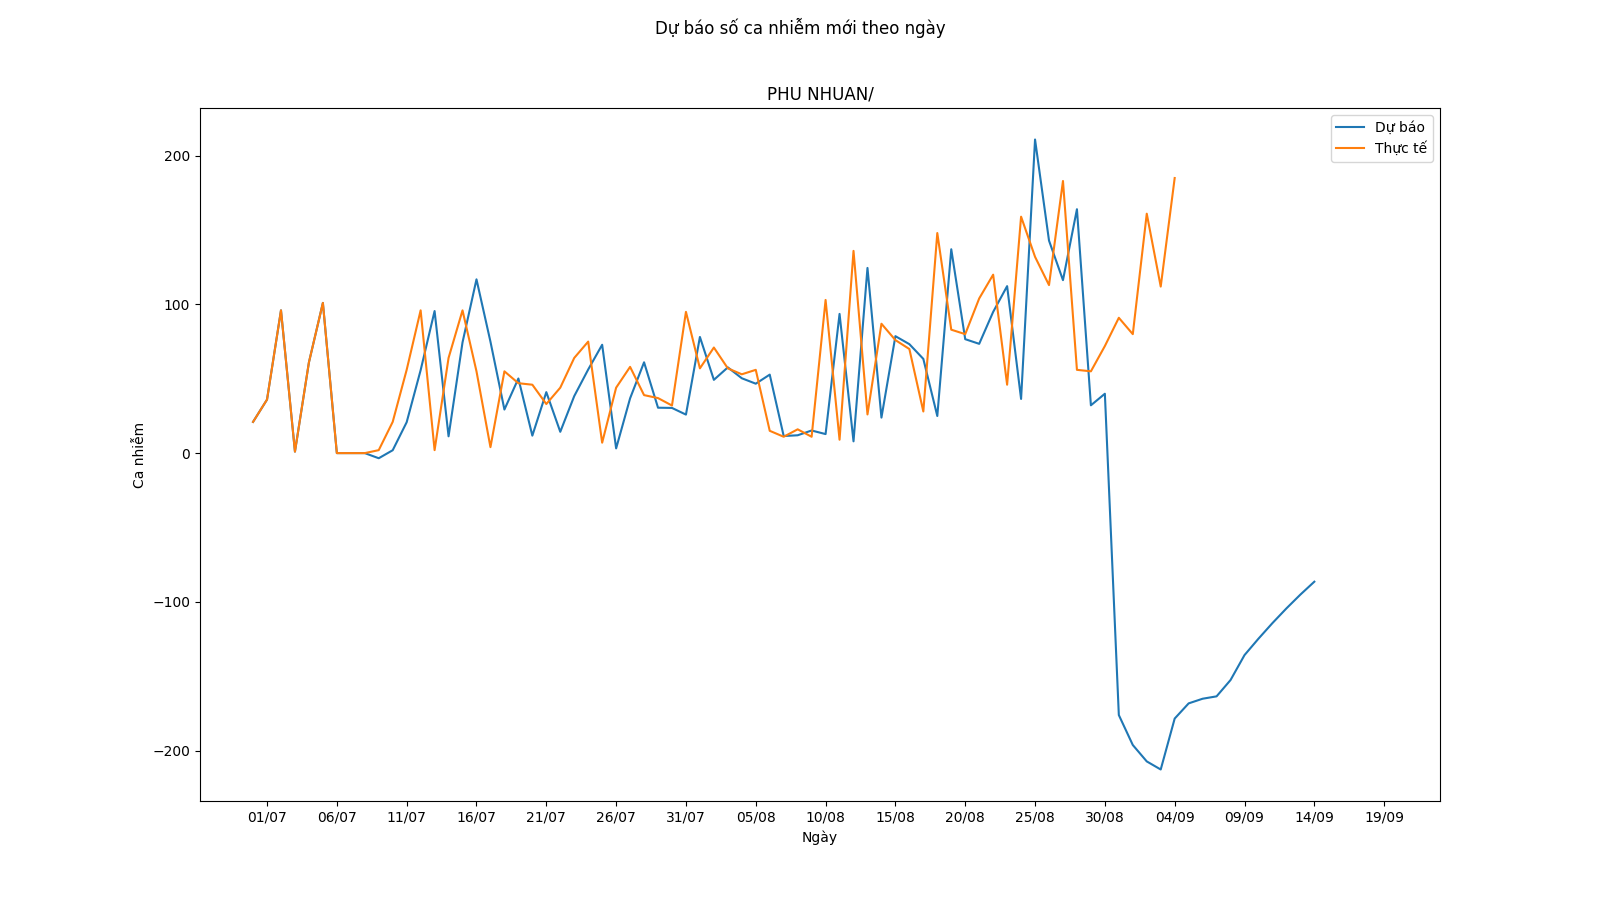 Dự báo số ca nhiễm mới theo ngày
PHU NHUAN/
Dự báo
Thực tế
200
100
0
−100
−200
Ca nhiễm
01/07 06/07 11/07 16/07 21/07 26/07 31/07 05/08 10/08 15/08 20/08 25/08 30/08 04/09 09/09 14/09 19/09
Ngày